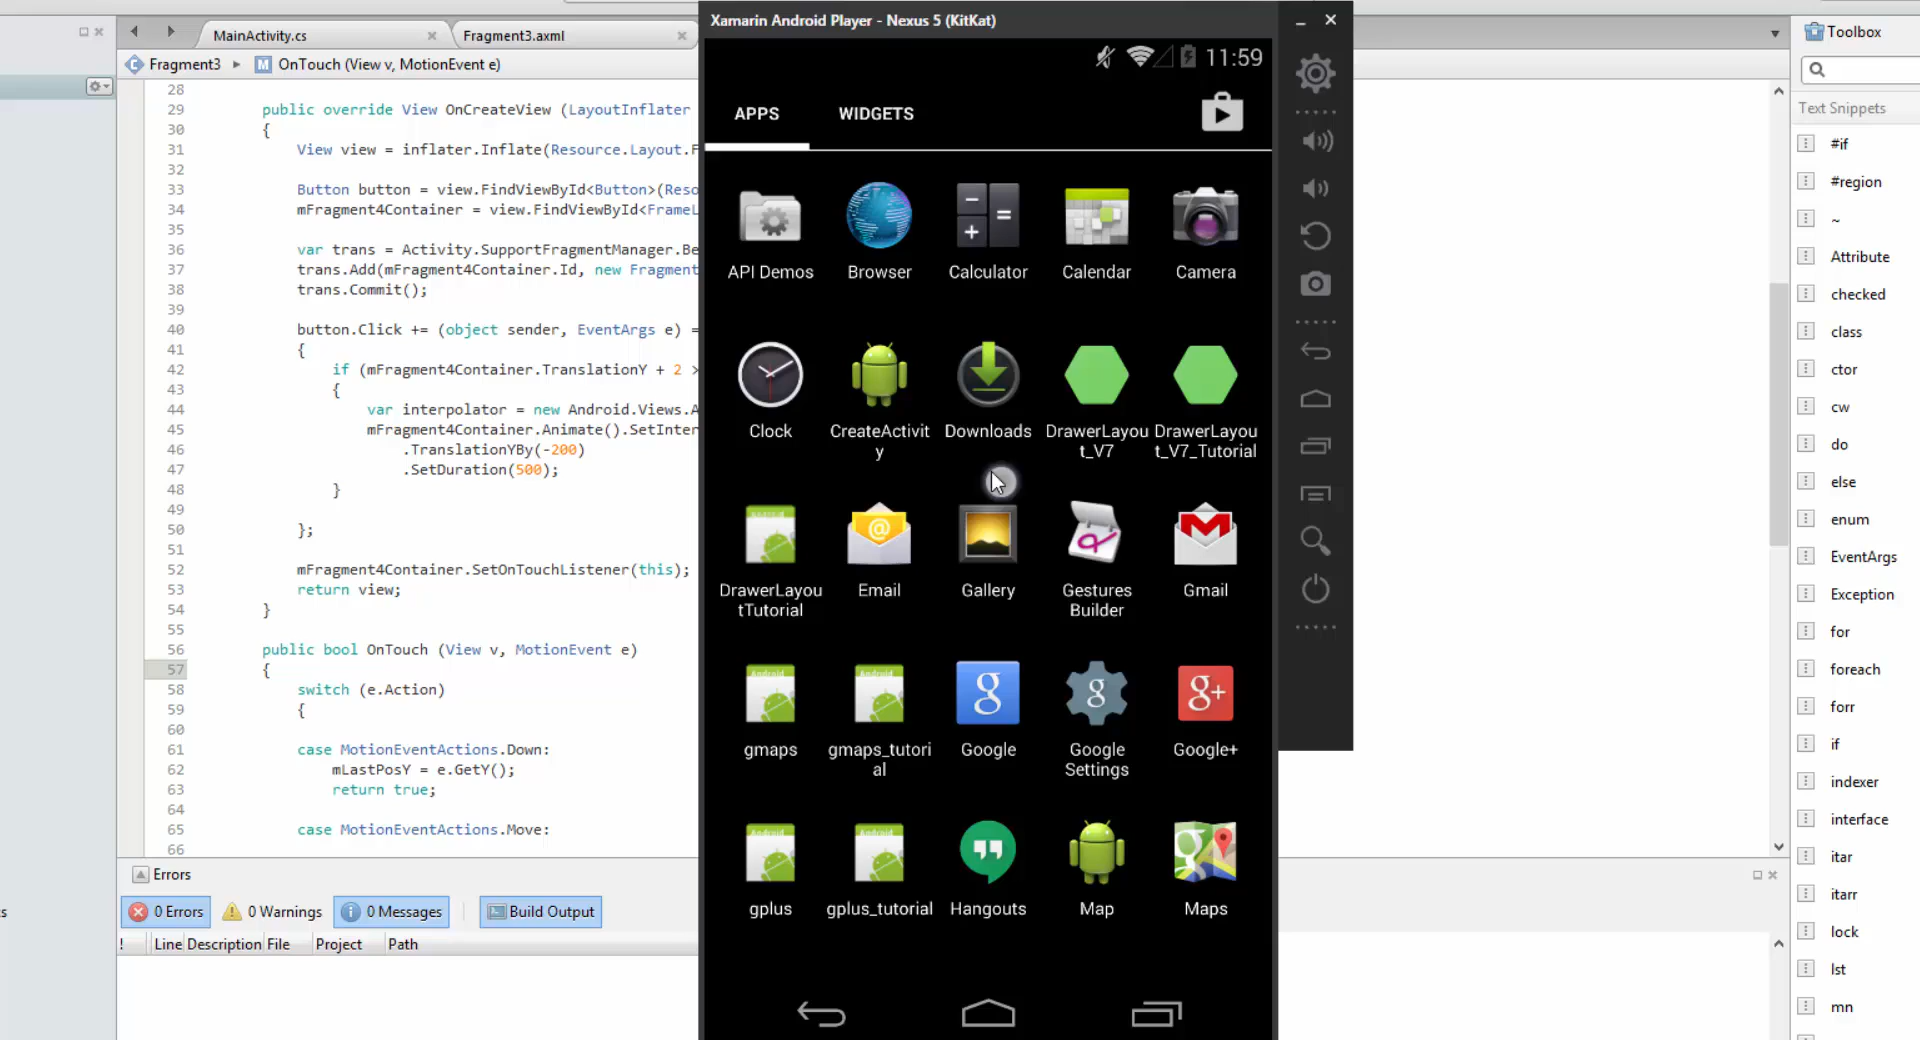 MainActivity.cs
Fragment3.axml
Fragment3
OnTouch (View v, MotionEvent e)
28
29 public override View OnCreateView (LayoutInflater
30 {
31 View view = inflater.Inflate(Resource.Layout.F
32
33 Button button = view.FindViewById<Button>(Reso
34 mFragment4Container = view.FindViewById<FrameL
35
36 var trans = Activity.SupportFragmentManager.Be
37 trans.Add(mFragment4Container.Id, new Fragment
38 trans.Commit();
39
40 button.Click += (object sender, EventArgs e) =
41 {
42 if (mFragment4Container.TranslationY + 2 >
43 {
44 var interpolator = new Android.Views.A
45 mFragment4Container.Animate().SetInter
46 .TranslationYBy(-200)
47 .SetDuration(500);
48 }
49
50 };
51
52 mFragment4Container.SetOnTouchListener(this);
53 return view;
54 }
55
56 public bool OnTouch (View v, MotionEvent e)
57 {
58 switch (e.Action)
59 {
60
61 case MotionEventActions.Down:
62 mLastPosY = e.GetY();
63 return true;
64
65 case MotionEventActions.Move:
66
Errors
0 Errors
0 Warnings
0 Messages
Build Output
! Line Description File Project Path
Xamarin Android Player - Nexus 5 (KitKat)
11:59
APPS
WIDGETS
API Demos
Browser
Calculator
Calendar
Camera
Clock
CreateActivit
y
Downloads
DrawerLayou
t_V7
DrawerLayou
t_V7_Tutorial
DrawerLayou
tTutorial
Email
Gallery
Gestures
Builder
Gmail
gmaps
gmaps_tutori
al
Google
Google
Settings
Google+
gplus
gplus_tutorial
Hangouts
Map
Maps
Toolbox
Text Snippets
#if
#region
~
Attribute
checked
class
ctor
cw
do
else
enum
EventArgs
Exception
for
foreach
forr
if
indexer
interface
itar
itarr
lock
lst
mn